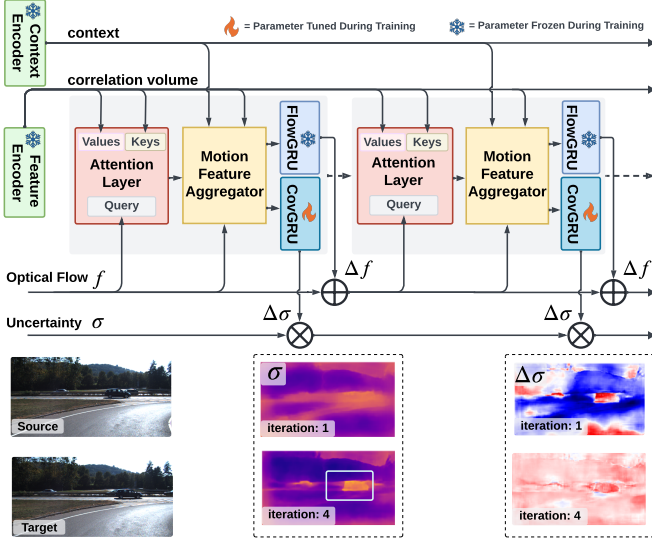 Context
Encoder
= Parameter Tuned During Training
= Parameter Frozen During Training
context
correlation volume
Feature
Encoder
Values
Keys
Attention
Layer
Query
Motion
Feature
Aggregator
FlowGRU
CovGRU
Values
Keys
Attention
Layer
Query
Motion
Feature
Aggregator
FlowGRU
CovGRU
Optical Flow f
Δf
Δf
Uncertainty σ
Δσ
Δσ
Source
σ
iteration: 1
Δσ
iteration: 1
Target
iteration: 4
iteration: 4